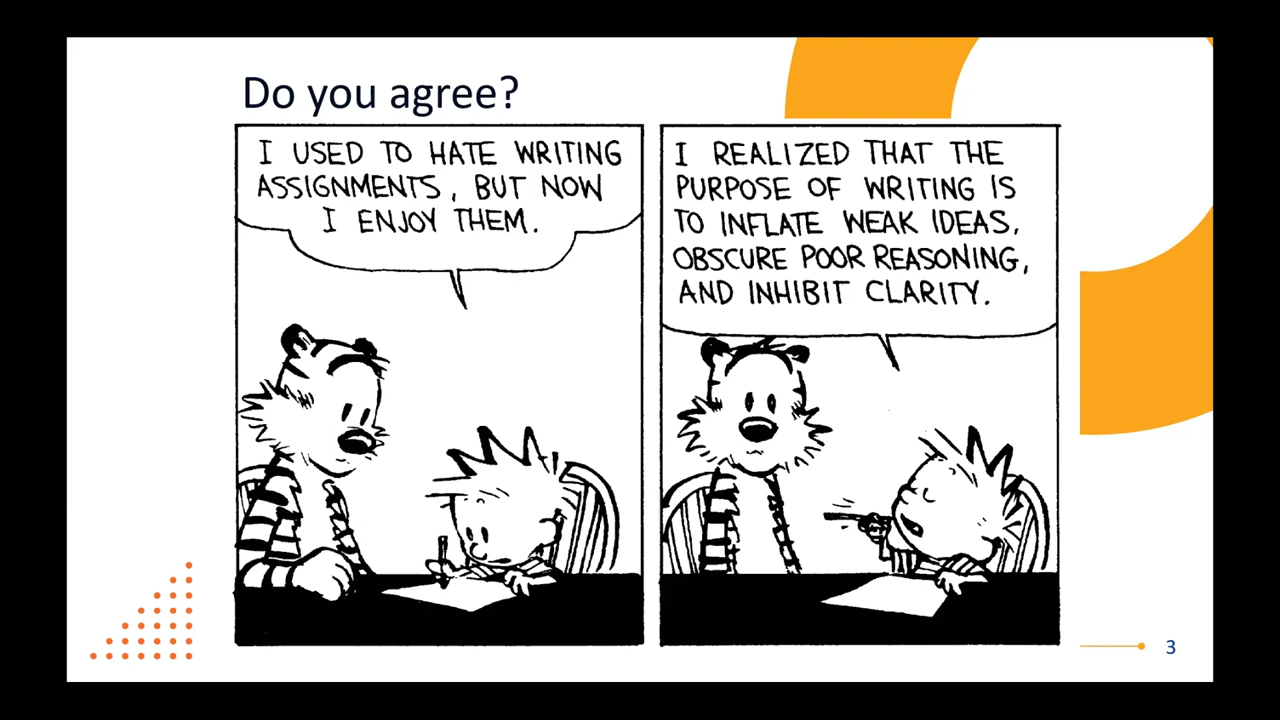 Do you agree?
I USED TO HATE WRITING
ASSIGNMENTS, BUT NOW
I ENJOY THEM.
I REALIZED THAT THE
PURPOSE OF WRITING IS
TO INFLATE WEAK IDEAS,
OBSCURE POOR REASONING,
AND INHIBIT CLARITY.
3